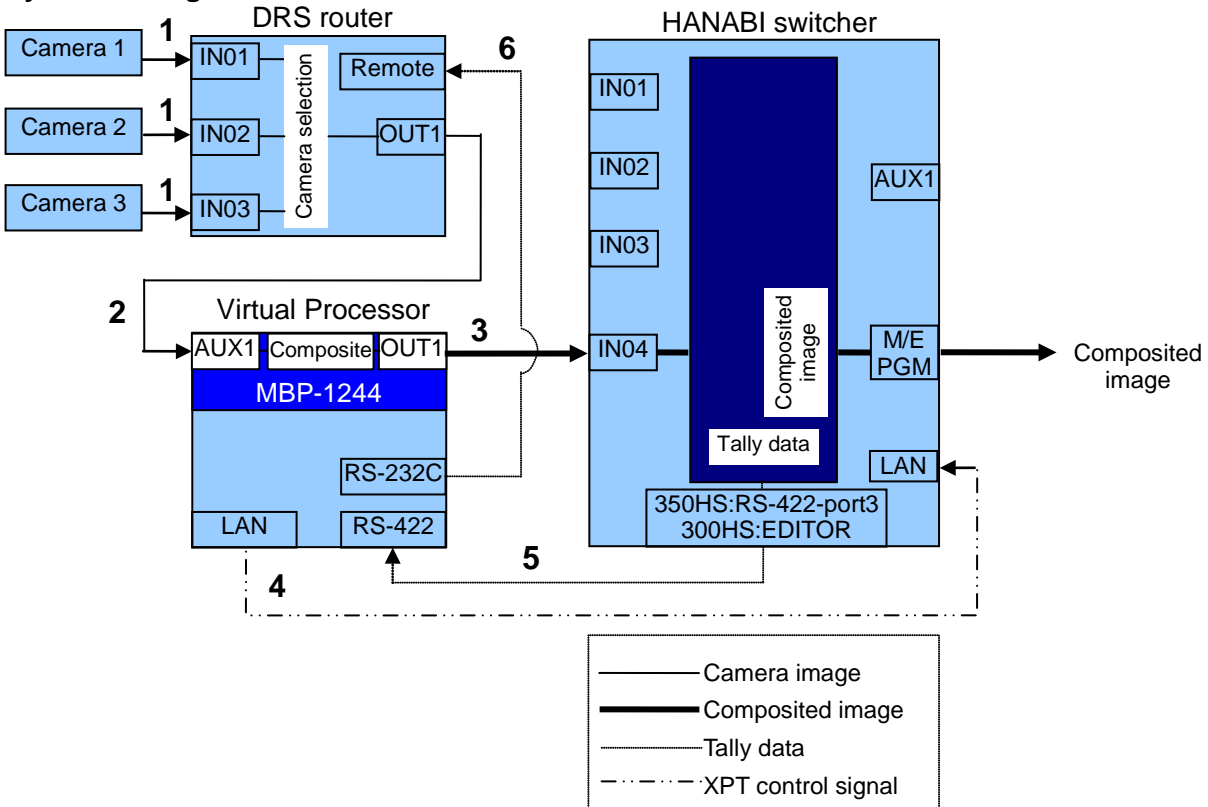 DRS router
HANABI switcher
Camera 1
1
IN01
Camera selection
Remote
6
Camera 2
1
IN02
OUT1
Camera 3
1
IN03
IN01
IN02
IN03
AUX1
2
Virtual Processor
AUX1
Composite
OUT1
3
MBP-1244
IN04
Composited
image
M/E
PGM
Composited
image
Tally data
RS-232C
LAN
LAN
RS-422
350HS:RS-422-port3
300HS:EDITOR
4
5
Camera image
Composited image
Tally data
XPT control signal